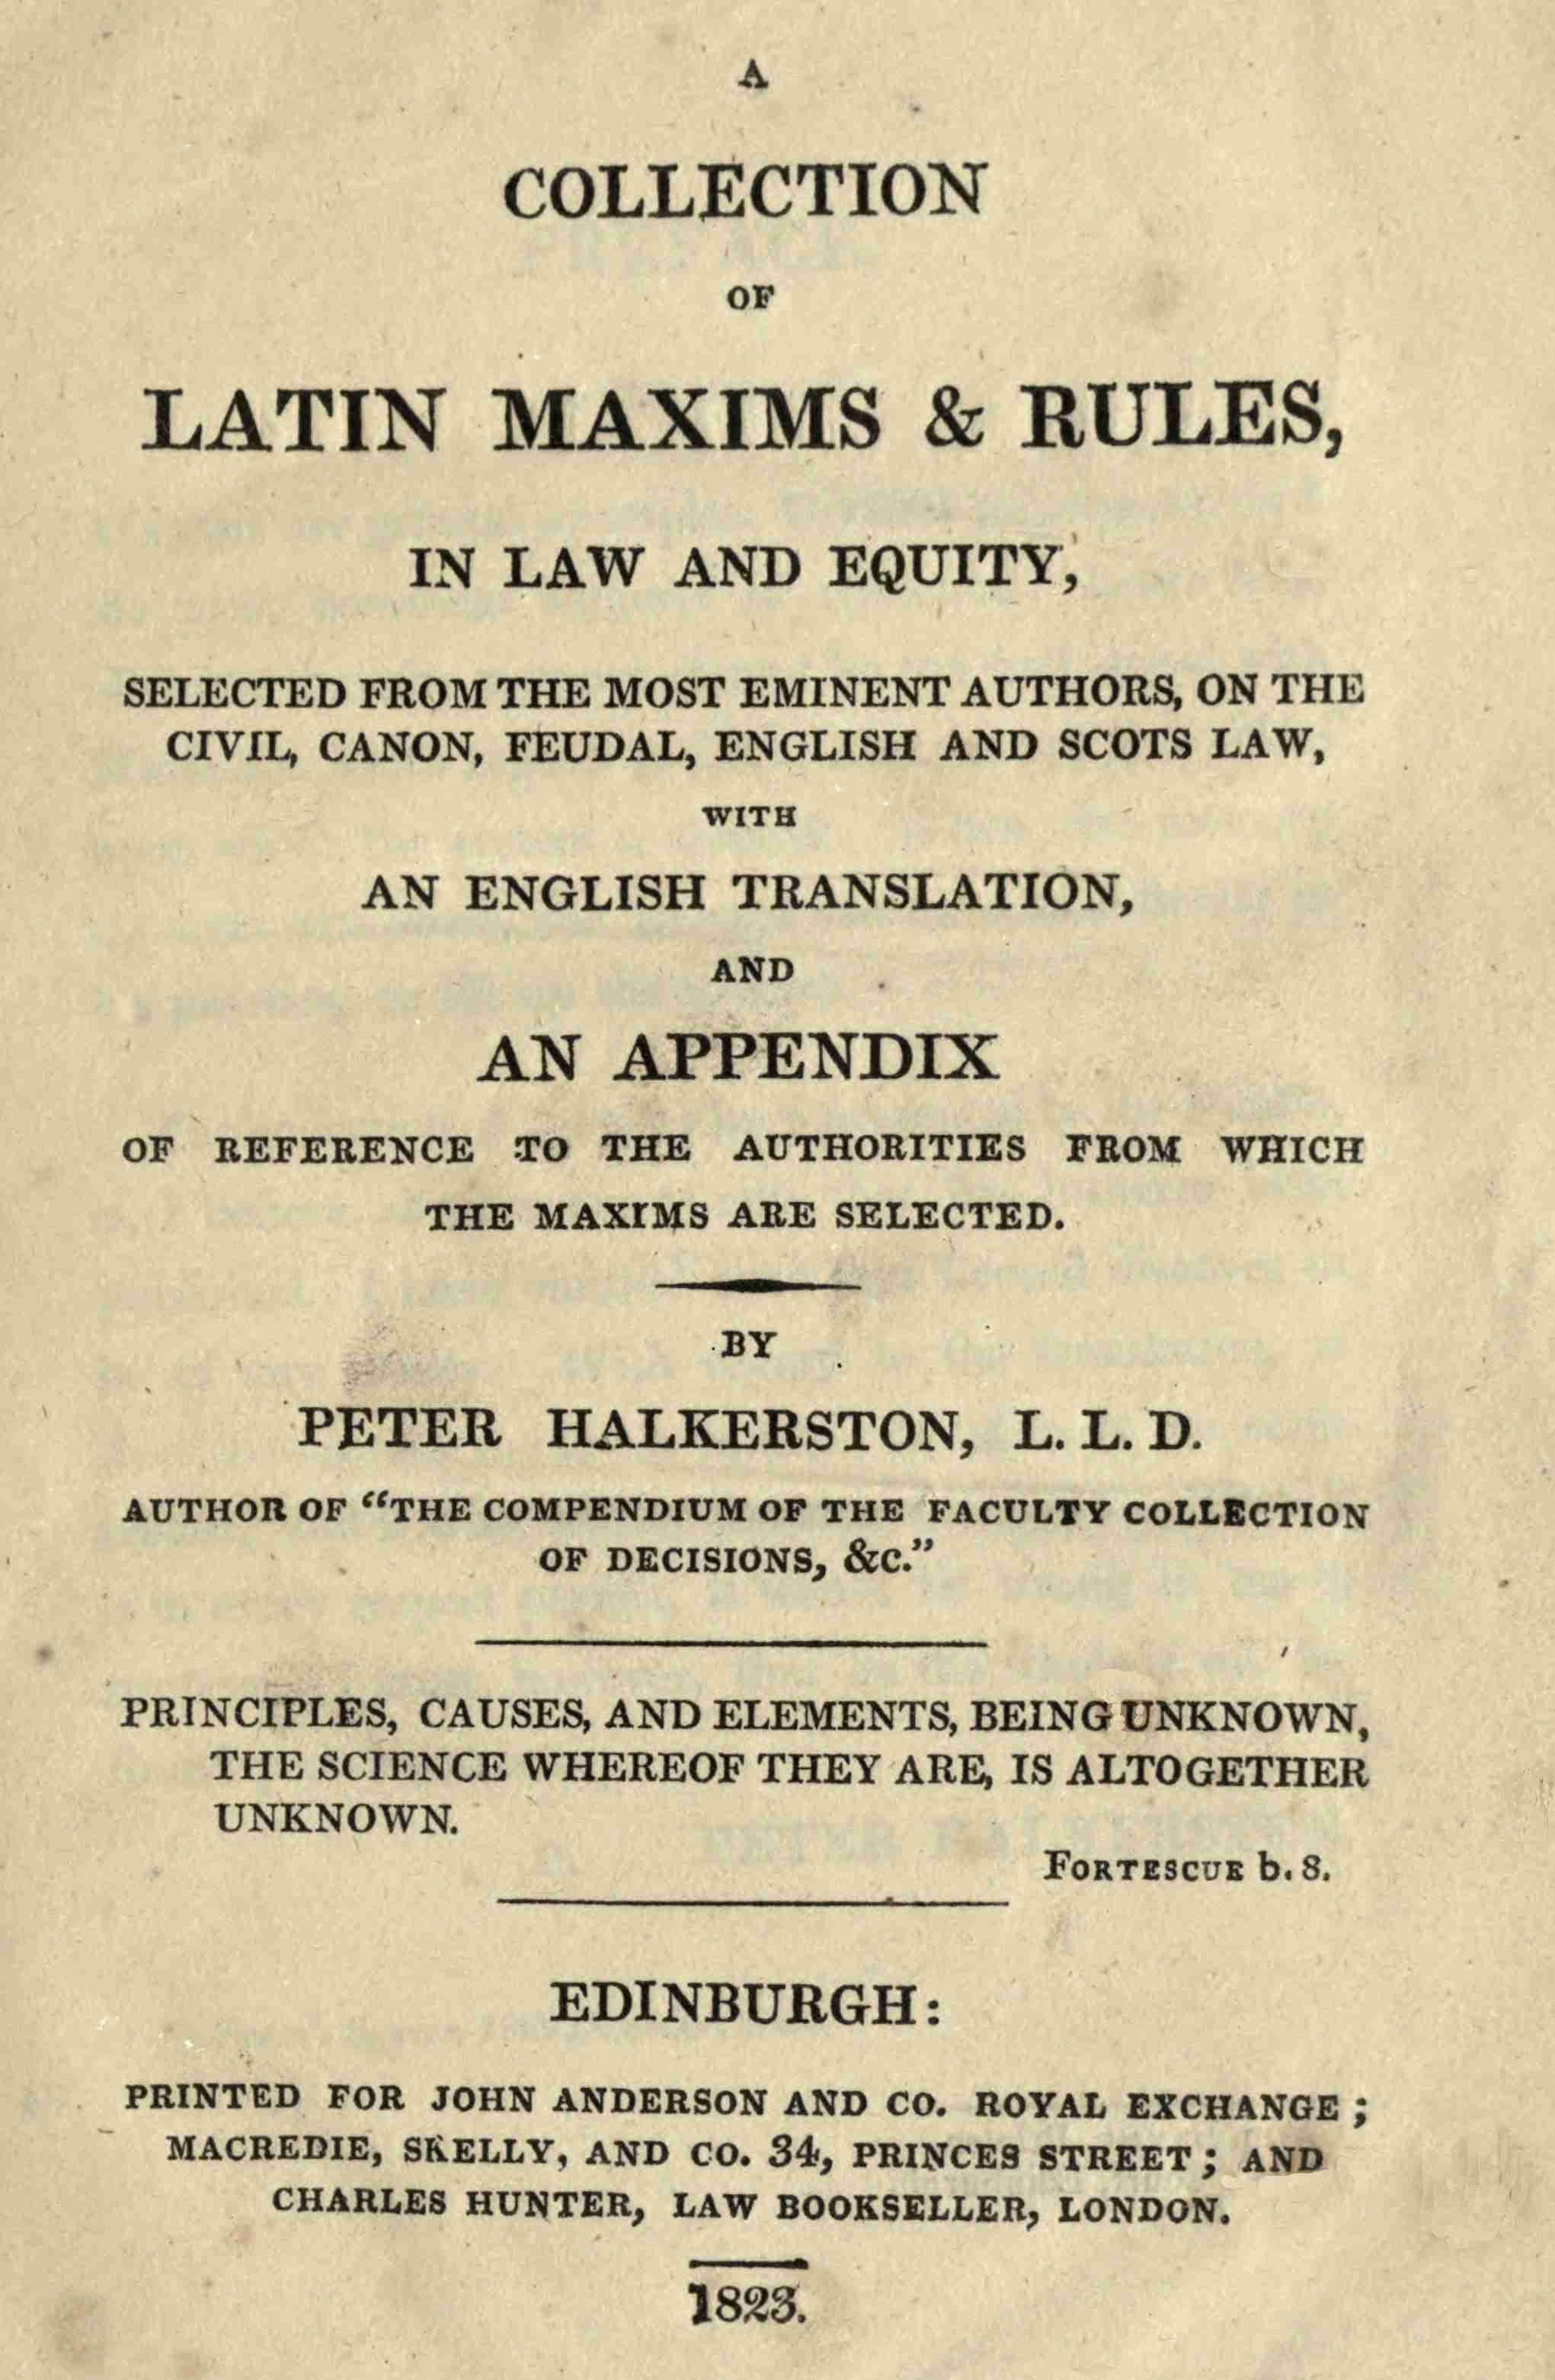 A
COLLECTION
OF
LATIN MAXIMS & RULES,
IN LAW AND EQUITY,
SELECTED FROM THE MOST EMINENT AUTHORS, ON THE
CIVIL, CANON, FEUDAL, ENGLISH AND SCOTS LAW,
WITH
AN ENGLISH TRANSLATION,
AND
AN APPENDIX
OF REFERENCE TO THE AUTHORITIES FROM WHICH
THE MAXIMS ARE SELECTED.
BY
PETER HALKERSTON, L. L. D.
AUTHOR OF “THE COMPENDIUM OF THE FACULTY COLLECTION
OF DECISIONS, &C.”
PRINCIPLES, CAUSES, AND ELEMENTS, BEING UNKNOWN,
THE SCIENCE WHEREOF THEY ARE, IS ALTOGETHER
UNKNOWN.
FORTESCUE b. 8.
EDINBURGH:
PRINTED FOR JOHN ANDERSON AND CO. ROYAL EXCHANGE;
MACREDIE, SKELLY, AND CO. 34, PRINCES STREET; AND
CHARLES HUNTER, LAW BOOKSELLER, LONDON.
1823.